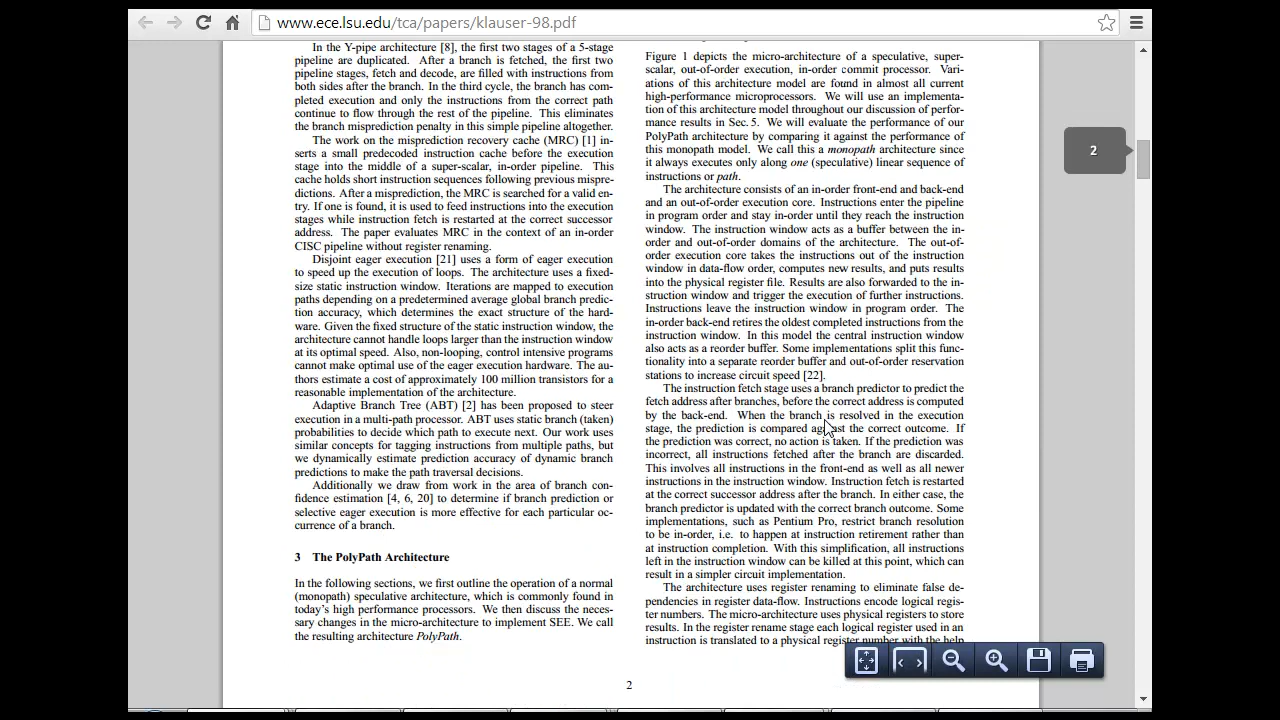 www.ece.lsu.edu/tca/papers/klauser-98.pdf
In the Y-pipe architecture [8], the first two stages of a 5-stage
pipeline are duplicated. After a branch is fetched, the first two
pipeline stages, fetch and decode, are filled with instructions from
both sides after the branch. In the third cycle, the branch has com-
pleted execution and only the instructions from the correct path
continue to flow through the rest of the pipeline. This eliminates
the branch misprediction penalty in this simple pipeline altogether.
The work on the misprediction recovery cache (MRC) [1] in-
serts a small predecoded instruction cache before the execution
stage into the middle of a super-scalar, in-order pipeline. This
cache holds short instruction sequences following previous mispre-
dictions. After a misprediction, the MRC is searched for a valid en-
try. If one is found, it is used to feed instructions into the execution
stages while instruction fetch is restarted at the correct successor
address. The paper evaluates MRC in the context of an in-order
CISC pipeline without register renaming.
Disjoint eager execution [21] uses a form of eager execution
to speed up the execution of loops. The architecture uses a fixed-
size static instruction window. Iterations are mapped to execution
paths depending on a predetermined average global branch predic-
tion accuracy, which determines the exact structure of the hard-
ware. Given the fixed structure of the static instruction window, the
architecture cannot handle loops larger than the instruction window
at its optimal speed. Also, non-looping, control intensive programs
cannot make optimal use of the eager execution hardware. The au-
thors estimate a cost of approximately 100 million transistors for a
reasonable implementation of the architecture.
Adaptive Branch Tree (ABT) [2] has been proposed to steer
execution in a multi-path processor. ABT uses static branch (taken)
probabilities to decide which path to execute next. Our work uses
similar concepts for tagging instructions from multiple paths, but
we dynamically estimate prediction accuracy of dynamic branch
predictions to make the path traversal decisions.
Additionally we draw from work in the area of branch con-
fidence estimation [4, 6, 20] to determine if branch prediction or
selective eager execution is more effective for each particular oc-
currence of a branch.
3 The PolyPath Architecture
In the following sections, we first outline the operation of a normal
(monopath) speculative architecture, which is commonly found in
today's high performance processors. We then discuss the neces-
sary changes in the micro-architecture to implement SEE. We call
the resulting architecture PolyPath.
Figure 1 depicts the micro-architecture of a speculative, super-
scalar, out-of-order execution, in-order commit processor. Vari-
ations of this architecture model are found in almost all current
high-performance microprocessors. We will use an implementa-
tion of this architecture model throughout our discussion of perfor-
mance results in Sec. 5. We will evaluate the performance of our
PolyPath architecture by comparing it against the performance of
this monopath model. We call this a monopath architecture since
it always executes only along one (speculative) linear sequence of
instructions or path.
The architecture consists of an in-order front-end and back-end
and an out-of-order execution core. Instructions enter the pipeline
in program order and stay in-order until they reach the instruction
window. The instruction window acts as a buffer between the in-
order and out-of-order domains of the architecture. The out-of-
order execution core takes the instructions out of the instruction
window in data-flow order, computes new results, and puts results
into the physical register file. Results are also forwarded to the in-
struction window and trigger the execution of further instructions.
Instructions leave the instruction window in program order. The
in-order back-end retires the oldest completed instructions from the
instruction window. In this model the central instruction window
also acts as a reorder buffer. Some implementations split this func-
tionality into a separate reorder buffer and out-of-order reservation
stations to increase circuit speed [22].
The instruction fetch stage uses a branch predictor to predict the
fetch address after branches, before the correct address is computed
by the back-end. When the branch is resolved in the execution
stage, the prediction is compared against the correct outcome. If
the prediction was correct, no action is taken. If the prediction was
incorrect, all instructions fetched after the branch are discarded.
This involves all instructions in the front-end as well as all newer
instructions in the instruction window. Instruction fetch is restarted
at the correct successor address after the branch. In either case, the
branch predictor is updated with the correct branch outcome. Some
implementations, such as Pentium Pro, restrict branch resolution
to be in-order, i.e. to happen at instruction retirement rather than
at instruction completion. With this simplification, all instructions
left in the instruction window can be killed at this point, which can
result in a simpler circuit implementation.
The architecture uses register renaming to eliminate false de-
pendencies in register data-flow. Instructions encode logical regis-
ter numbers. The micro-architecture uses physical registers to store
results. In the register rename stage each logical register used in an
instruction is translated to a physical register number with the help
2
2